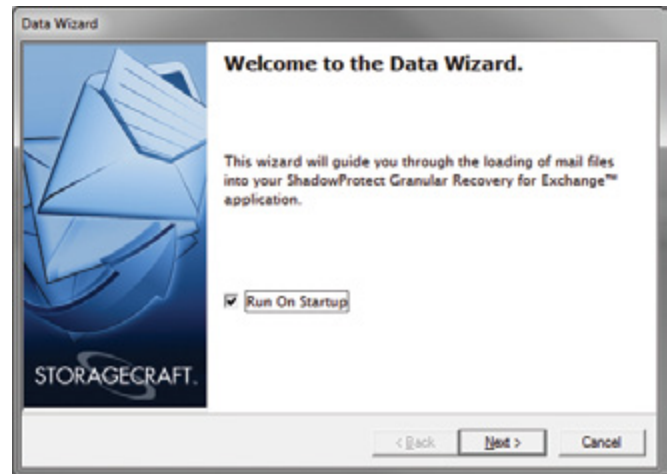 Data Wizard
Welcome to the Data Wizard.
This wizard will guide you through the loading of mail files
into your ShadowProtect Granular Recovery for Exchange™
application.
Run On Startup
STORAGECRAFT.
< Back
Next >
Cancel